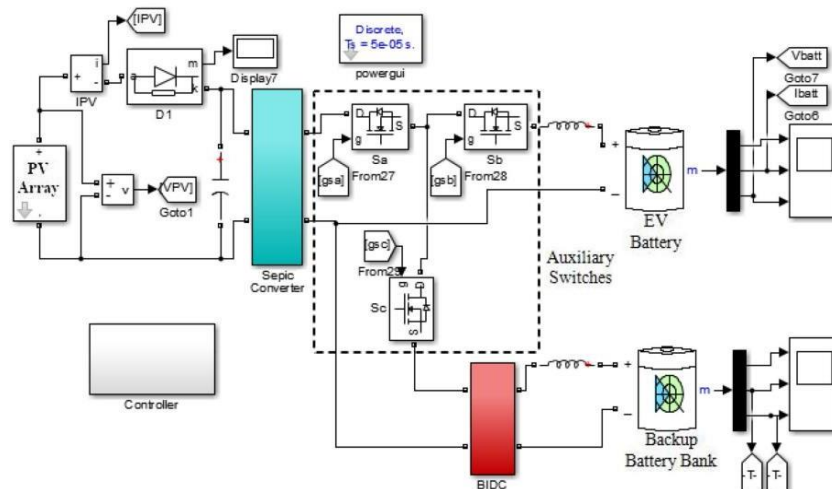 [IPV]
Discrete,
Ts = 5e-05 s.
powergui
Vbatt
Goto7
Ibatt
Goto6
i
+
-
IPV
a
m
k
D1
Display7
D
S
g
Sa
[gsa]
From27
D
S
g
Sb
[gsb]
From28
+
PV
Array
-
+
-
v
[VPV]
Goto1
+
m
−
EV
Battery
[gsc]
From29
g
D
Sc
S
Sepic
Converter
Auxiliary
Switches
Controller
BIDC
+
m
−
Backup
Battery Bank
-T-
-T-